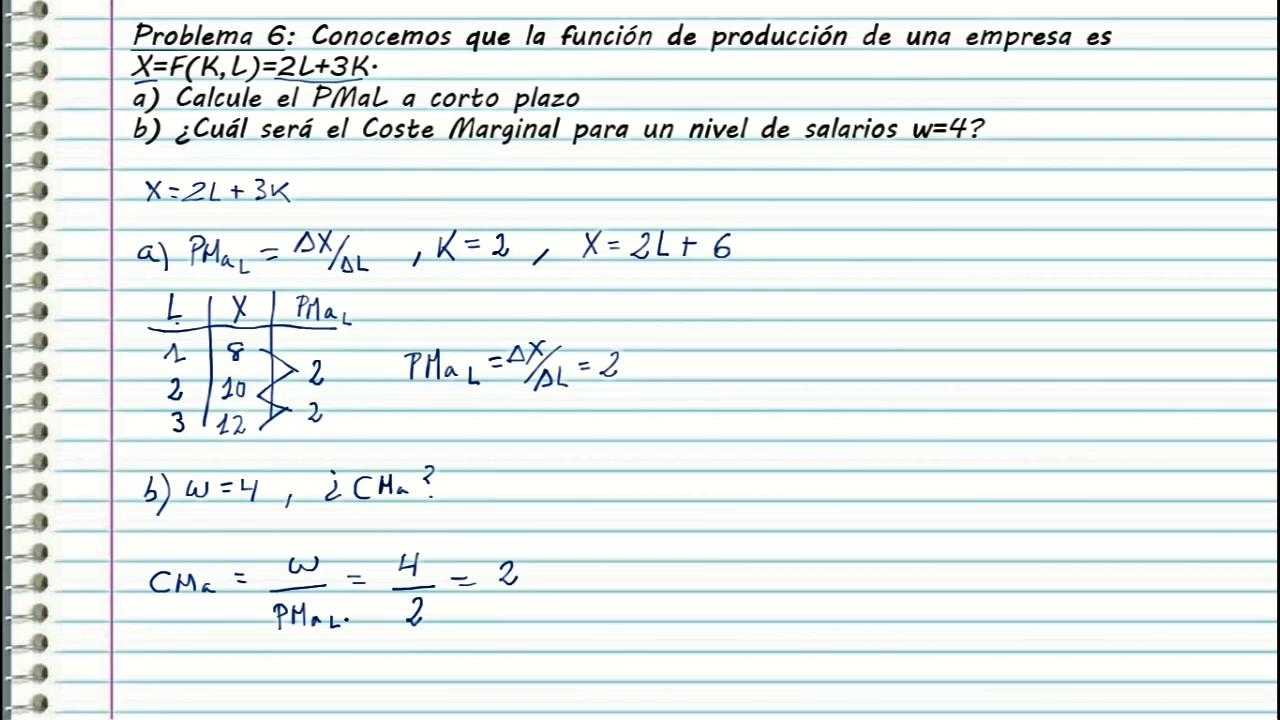 Problema 6: Conocemos que la función de producción de una empresa es
X=F(K,L)=2L+3K.
a) Calcule el PMaL a corto plazo
b) ¿Cuál será el Coste Marginal para un nivel de salarios w=4?
X=2L+3K
a) PMaL = ΔX/ΔL , K=2 , X=2L+6
L | X | PMaL
1 | 8
2 | 10 | 2
3 | 12 | 2
PMaL = ΔX/ΔL = 2
b) w=4 , ¿CMa?
CMa = w/PMaL. = 4/2 = 2